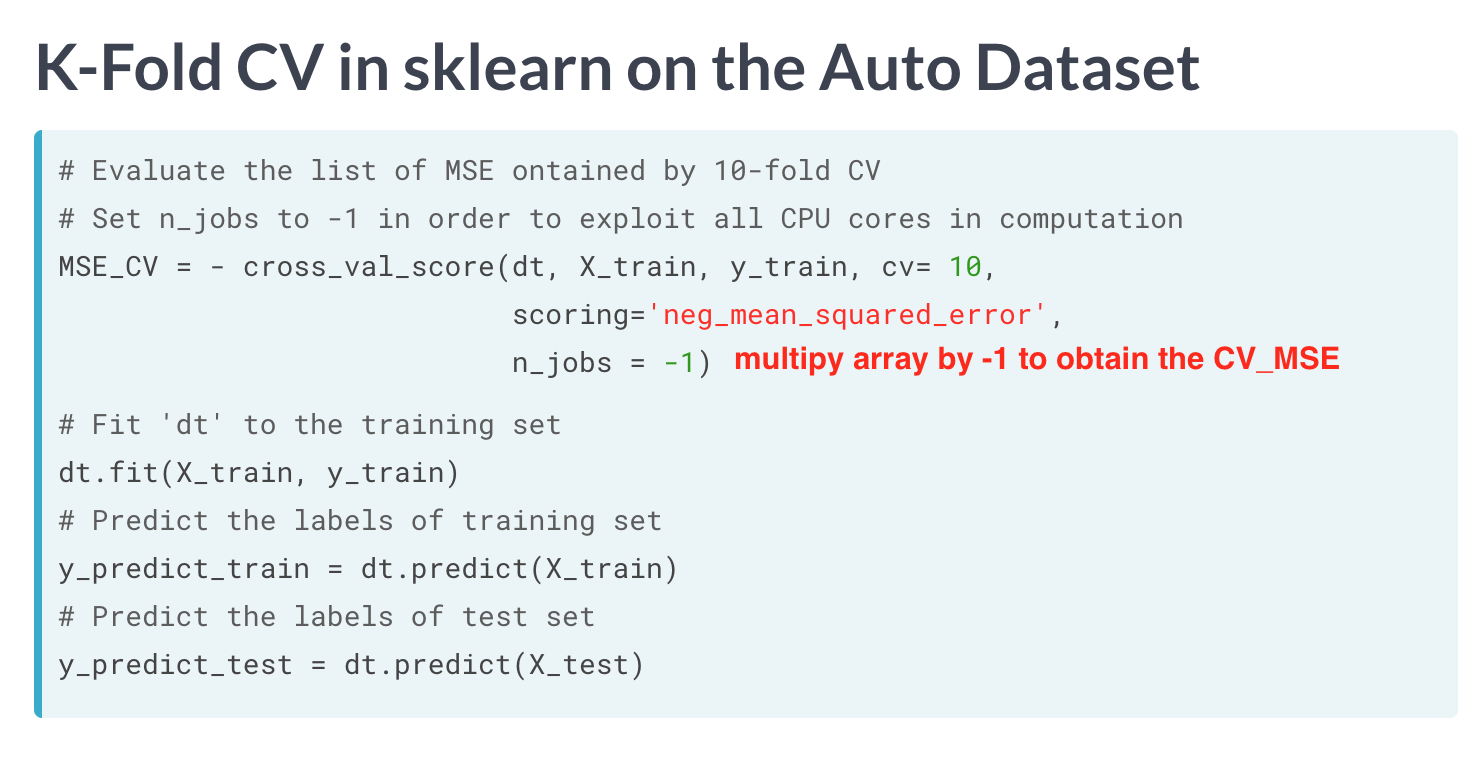 K-Fold CV in sklearn on the Auto Dataset
# Evaluate the list of MSE ontained by 10-fold CV
# Set n_jobs to -1 in order to exploit all CPU cores in computation
MSE_CV = - cross_val_score(dt, X_train, y_train, cv= 10,
scoring='neg_mean_squared_error',
n_jobs = -1) multipy array by -1 to obtain the CV_MSE
# Fit 'dt' to the training set
dt.fit(X_train, y_train)
# Predict the labels of training set
y_predict_train = dt.predict(X_train)
# Predict the labels of test set
y_predict_test = dt.predict(X_test)